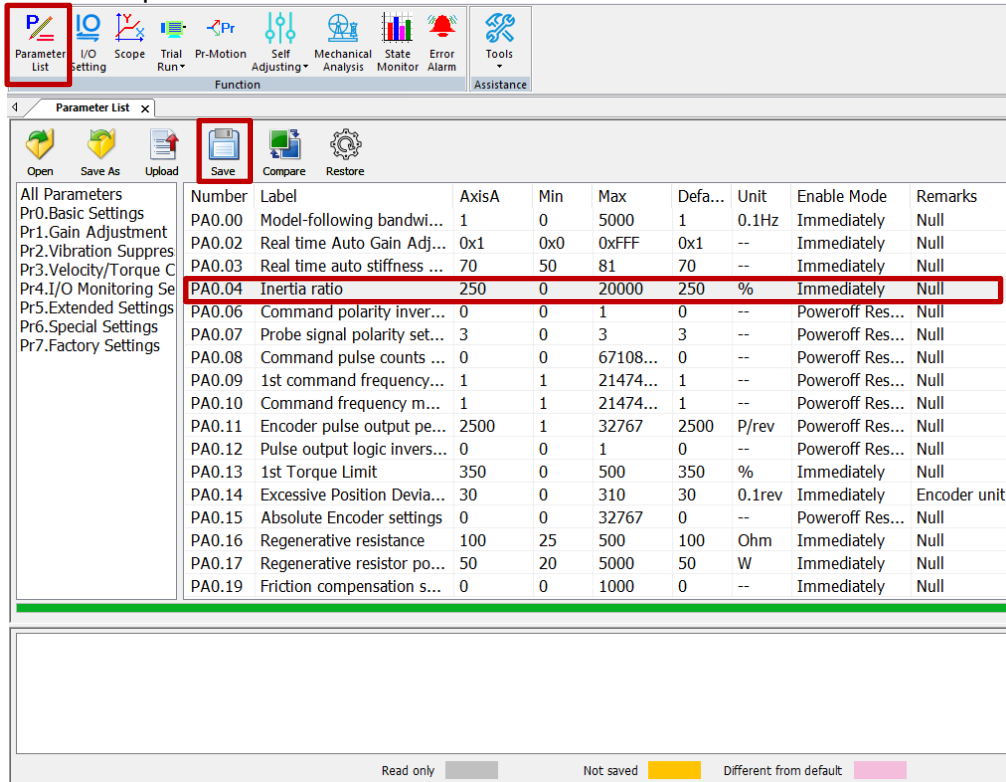 Parameter List
I/O Setting
Scope
Trial Run
Pr-Motion
Self Adjusting
Mechanical Analysis
State Monitor
Error Alarm
Tools
Function
Assistance
Parameter List x
Open Save As Upload Save Compare Restore
All Parameters
Pr0.Basic Settings
Pr1.Gain Adjustment
Pr2.Vibration Suppres
Pr3.Velocity/Torque C
Pr4.I/O Monitoring Se
Pr5.Extended Settings
Pr6.Special Settings
Pr7.Factory Settings
Number Label AxisA Min Max Defa... Unit Enable Mode Remarks
PA0.00 Model-following bandwi... 1 0 5000 1 0.1Hz Immediately Null
PA0.02 Real time Auto Gain Adj... 0x1 0x0 0xFFF 0x1 -- Immediately Null
PA0.03 Real time auto stiffness ... 70 50 81 70 -- Immediately Null
PA0.04 Inertia ratio 250 0 20000 250 % Immediately Null
PA0.06 Command polarity inver... 0 0 1 0 -- Poweroff Res... Null
PA0.07 Probe signal polarity set... 3 0 3 3 -- Poweroff Res... Null
PA0.08 Command pulse counts ... 0 0 67108... 0 -- Poweroff Res... Null
PA0.09 1st command frequency... 1 1 21474... 1 -- Poweroff Res... Null
PA0.10 Command frequency m... 1 1 21474... 1 -- Poweroff Res... Null
PA0.11 Encoder pulse output pe... 2500 1 32767 2500 P/rev Poweroff Res... Null
PA0.12 Pulse output logic invers... 0 0 1 0 -- Poweroff Res... Null
PA0.13 1st Torque Limit 350 0 500 350 % Immediately Null
PA0.14 Excessive Position Devia... 30 0 310 30 0.1rev Immediately Encoder unit
PA0.15 Absolute Encoder settings 0 0 32767 0 -- Poweroff Res... Null
PA0.16 Regenerative resistance 100 25 500 100 Ohm Immediately Null
PA0.17 Regenerative resistor po... 50 20 5000 50 W Immediately Null
PA0.19 Friction compensation s... 0 0 1000 0 -- Immediately Null
Read only Not saved Different from default